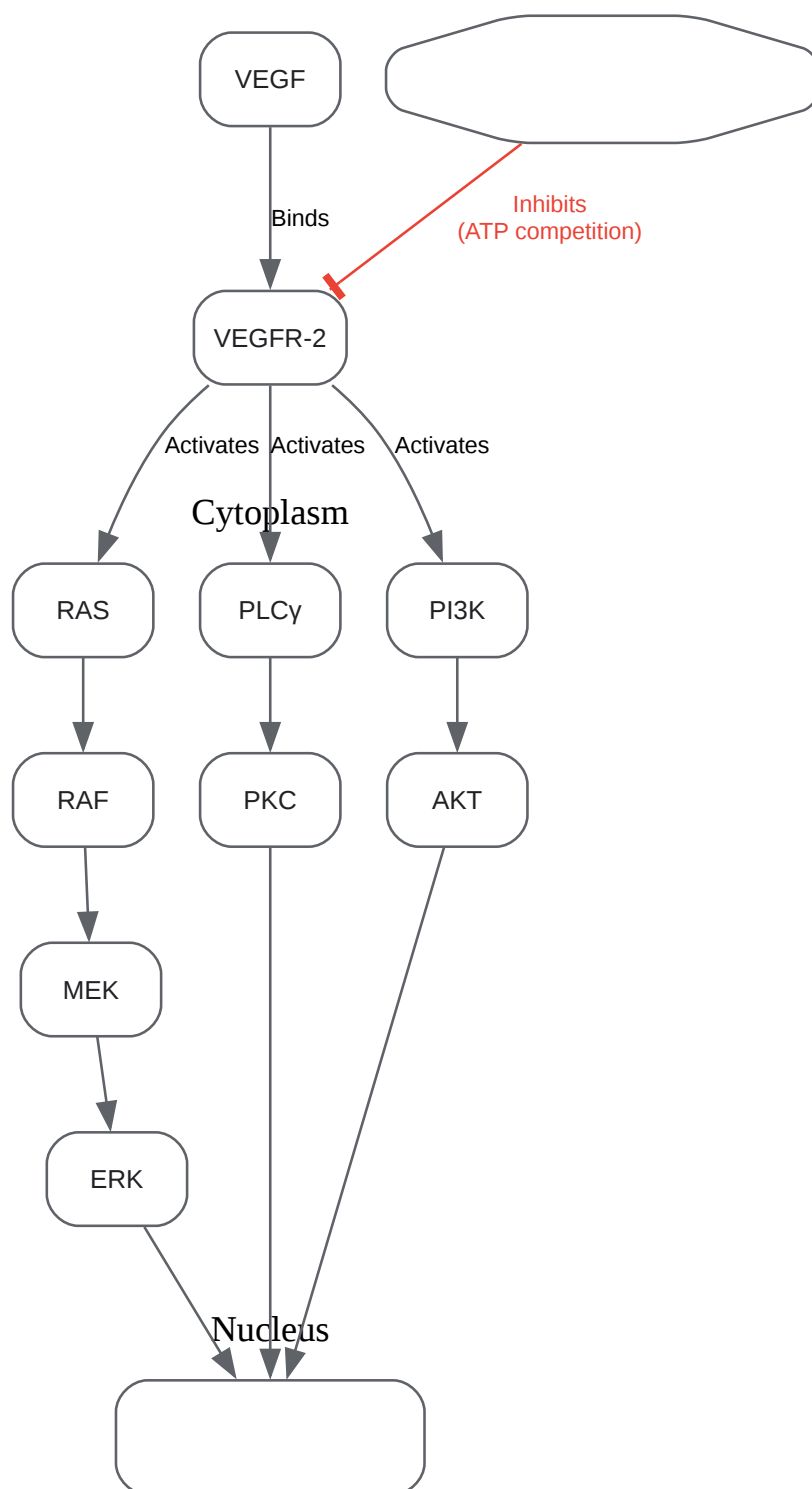 VEGF
Inhibits
(ATP competition)
Binds
VEGFR-2
Activates
Activates
Activates
Cytoplasm
RAS
PLCγ
PI3K
RAF
PKC
AKT
MEK
ERK
Nucleus